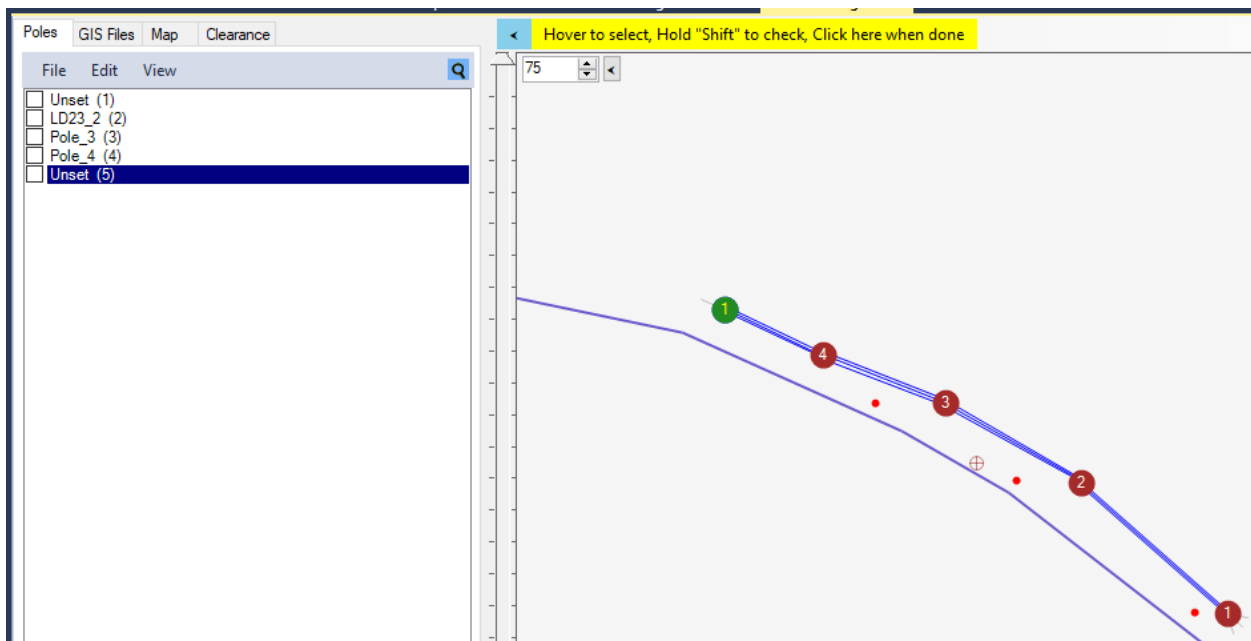 Poles GIS Files Map Clearance
Hover to select, Hold "Shift" to check, Click here when done
File Edit View
75
Unset (1)
LD23_2 (2)
Pole_3 (3)
Pole_4 (4)
Unset (5)
1
4
3
2
1